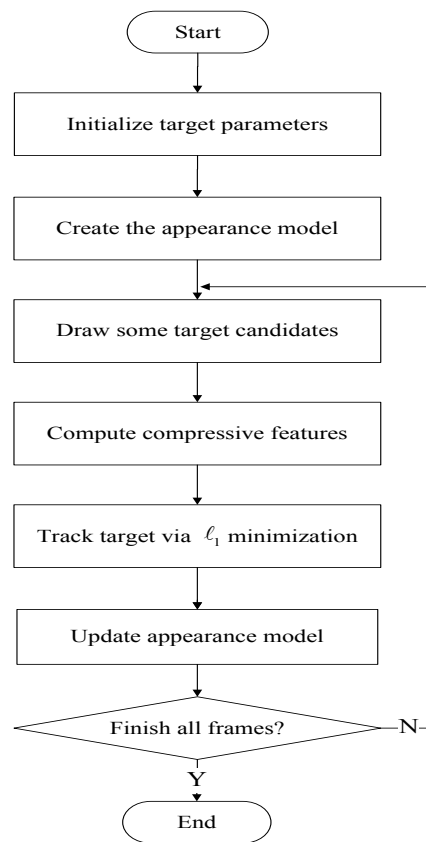 Start
Initialize target parameters
Create the appearance model
Draw some target candidates
Compute compressive features
Track target via ℓ₁ minimization
Update appearance model
Finish all frames?
N
Y
End